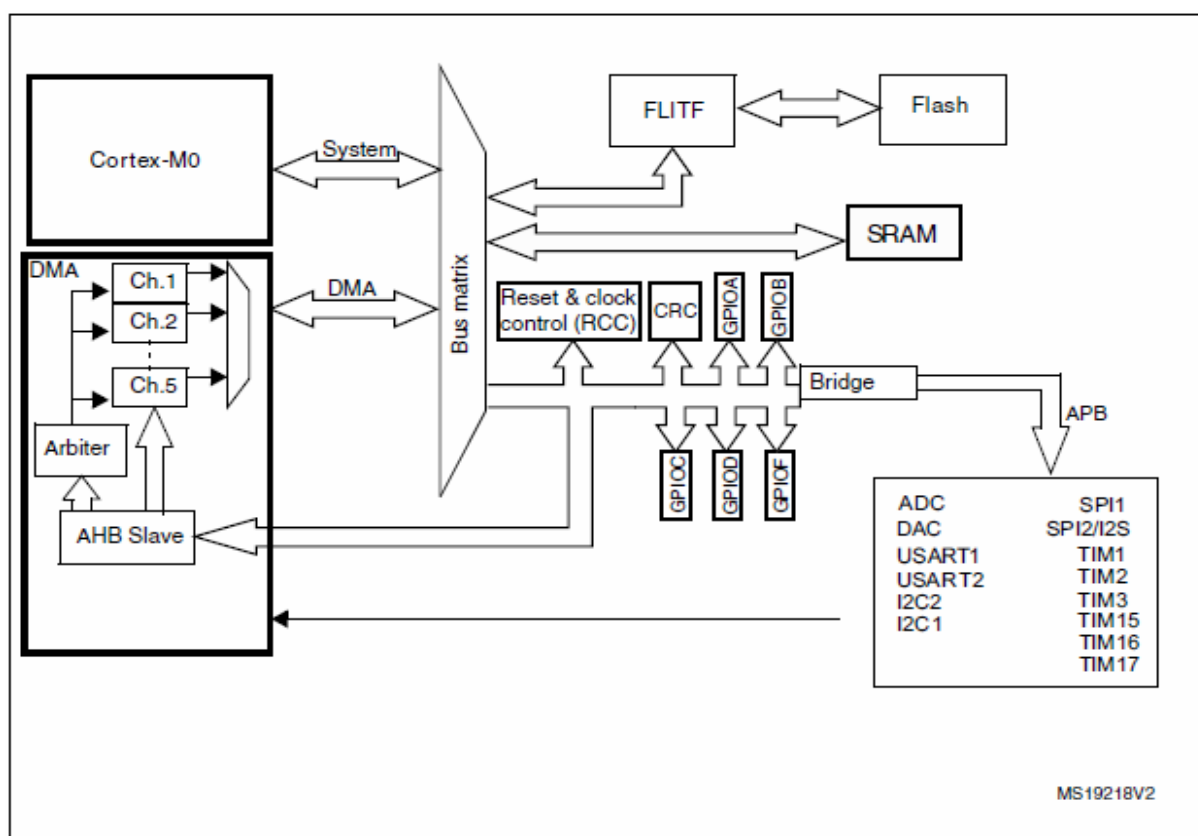 Cortex-M0
System
FLITF
Flash
SRAM
DMA
Ch.1
Ch.2
Ch.5
Arbiter
AHB Slave
DMA
Bus matrix
Reset & clock
control (RCC)
CRC
GPIOA
GPIOB
Bridge
APB
GPIOC
GPIOD
GPIOF
ADC
DAC
USART1
USART2
I2C2
I2C1
SPI1
SPI2/I2S
TIM1
TIM2
TIM3
TIM15
TIM16
TIM17
MS19218V2